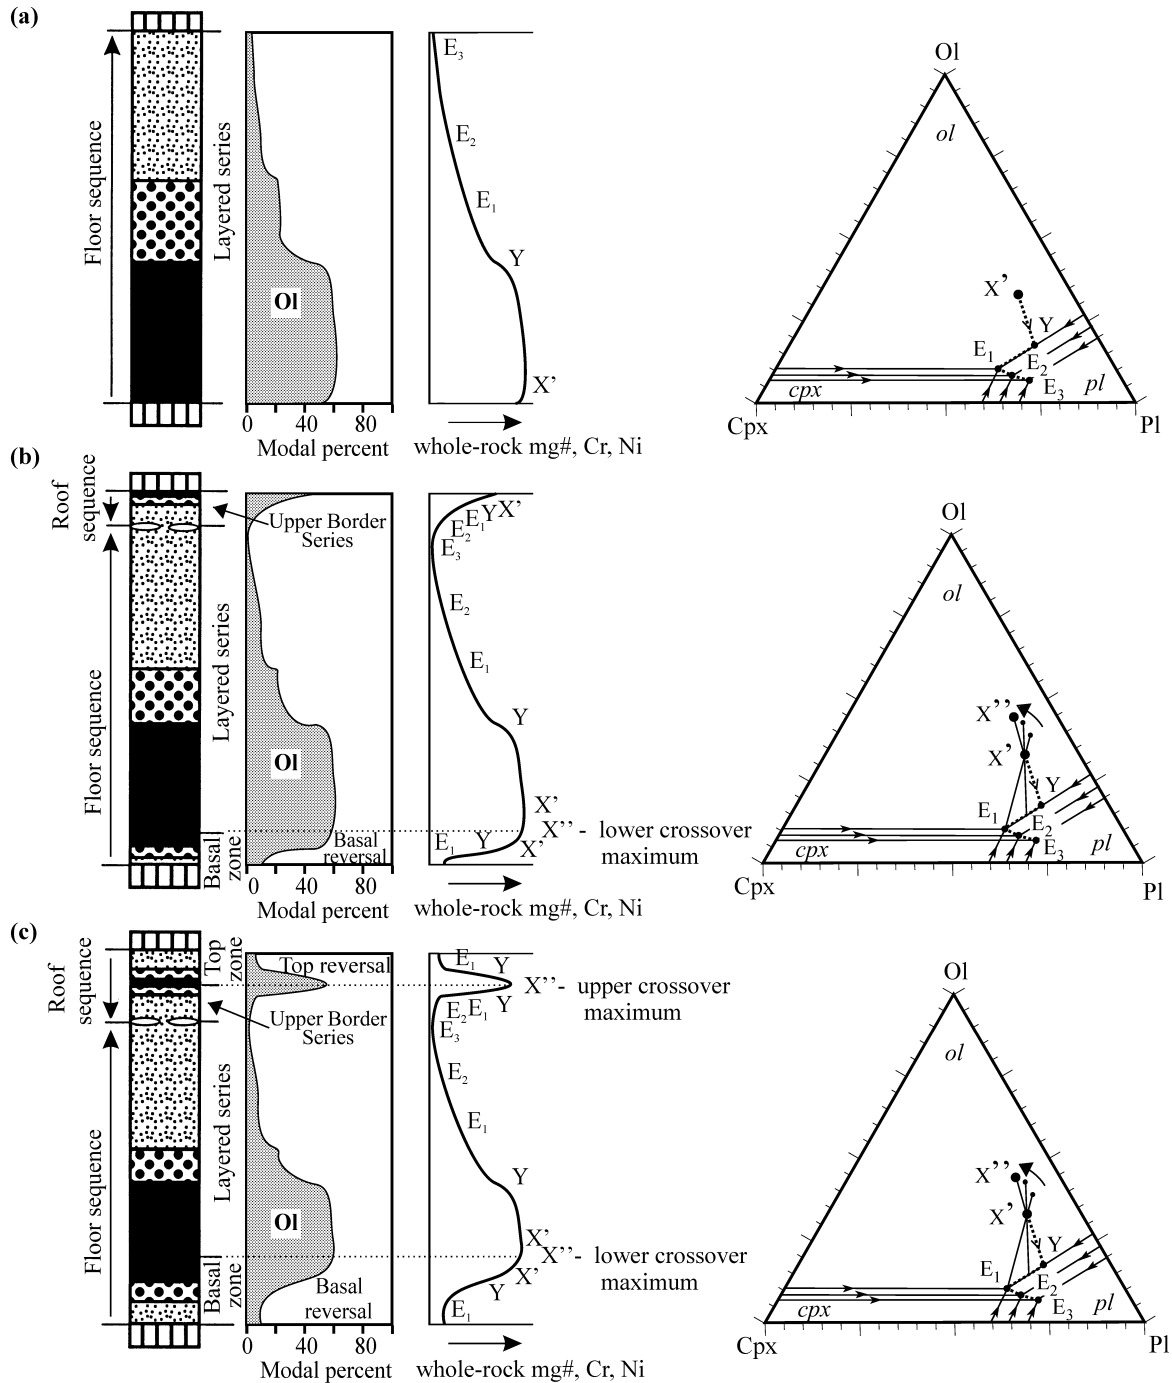 (a)
Floor sequence
Layered series
Ol
0 40 80
Modal percent
E3
E2
E1
Y
X'
whole-rock mg#, Cr, Ni
Ol
ol
X'
Y
E1
E2
E3
cpx
pl
Cpx
Pl
(b)
Roof
sequence
Floor sequence
Upper Border
Series
Layered series
Basal
zone
Ol
Basal
reversal
0 40 80
Modal percent
X'
Y
E1
E2
E3
E2
E1
Y
X'
X'' - lower crossover
maximum
X'
Y
E1
whole-rock mg#, Cr, Ni
Ol
ol
X''
X'
Y
E1
E2
E3
cpx
pl
Cpx
Pl
(c)
Roof
sequence
Floor sequence
Top
zone
Upper Border
Series
Layered series
Basal
zone
Top reversal
Ol
Basal
reversal
0 40 80
Modal percent
E1
Y
X''- upper crossover
maximum
Y
E1
E2
E3
E2
E1
Y
X'
X''- lower crossover
maximum
X'
Y
E1
whole-rock mg#, Cr, Ni
Ol
ol
X''
X'
Y
E1
E2
E3
cpx
pl
Cpx
Pl